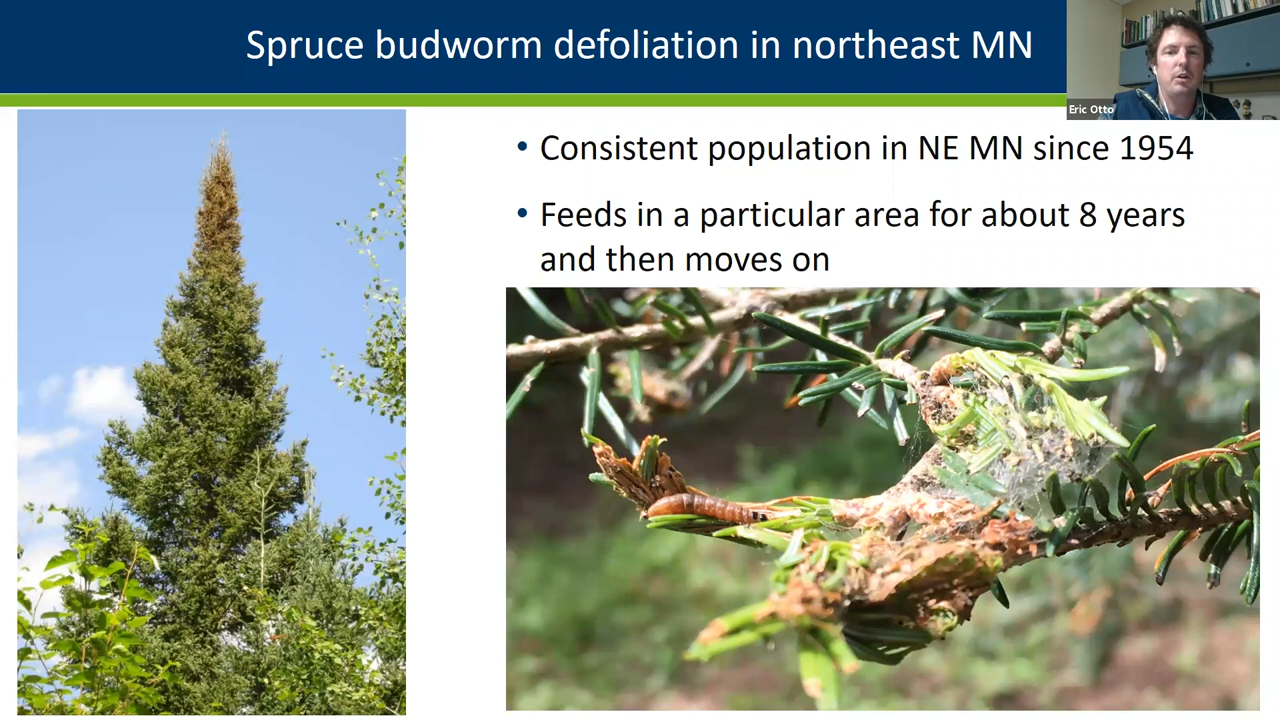 Spruce budworm defoliation in northeast MN
Eric Otto
• Consistent population in NE MN since 1954
• Feeds in a particular area for about 8 years
and then moves on